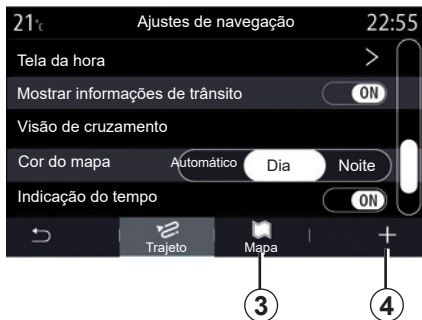 21°c Ajustes de navegação 22:55
Tela da hora >
Mostrar informações de trânsito ON
Visão de cruzamento
Cor do mapa Automático Dia Noite
Indicação do tempo ON
Trajeto Mapa +
3 4